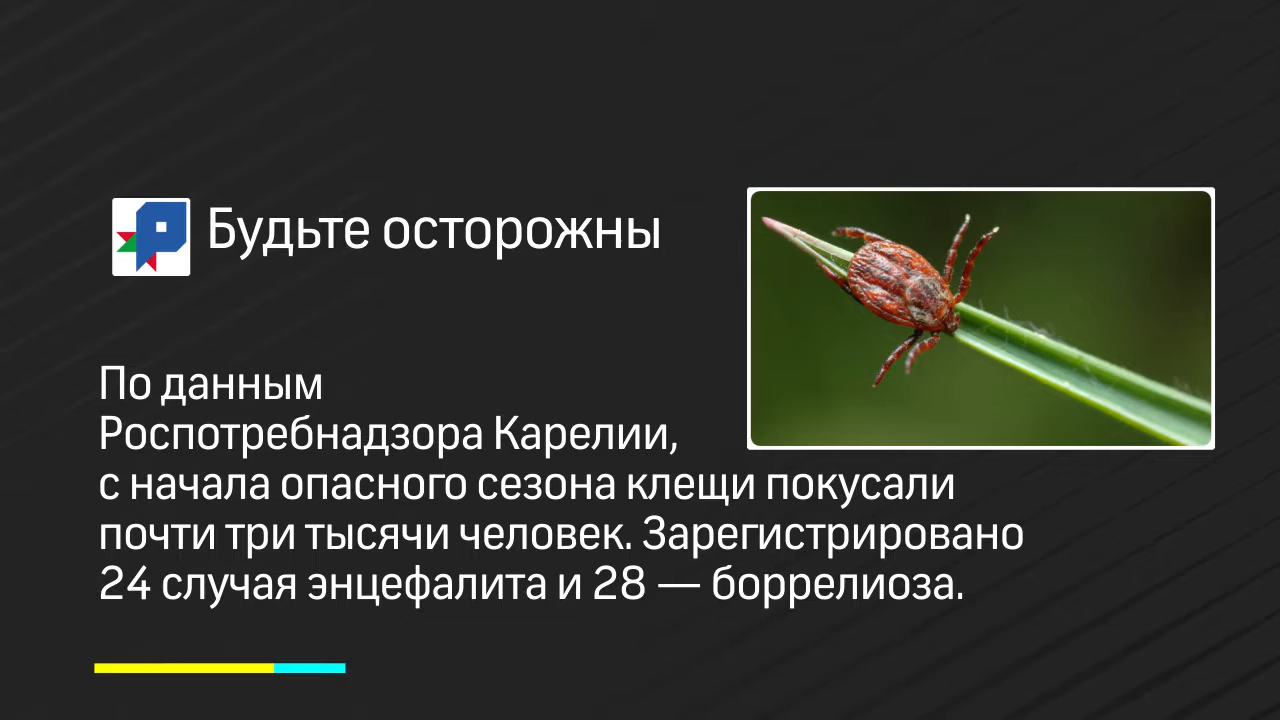 Будьте осторожны
По данным
Роспотребнадзора Карелии,
с начала опасного сезона клещи покусали
почти три тысячи человек. Зарегистрировано
24 случая энцефалита и 28 — боррелиоза.